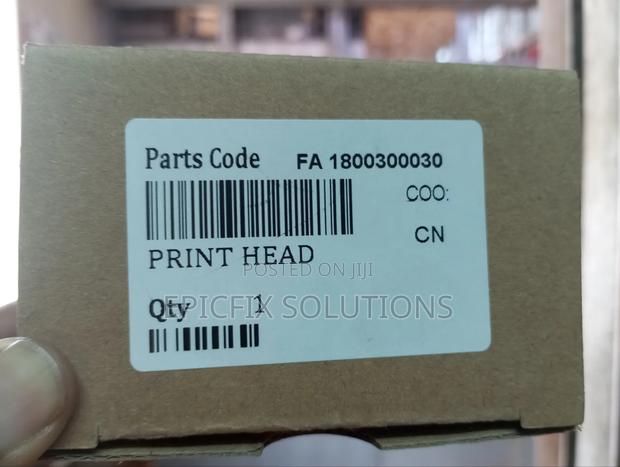 Parts Code FA 1800300030
COO:
CN
PRINT HEAD
POSTED ON JIJI
Qty 1
EPICFIX SOLUTIONS